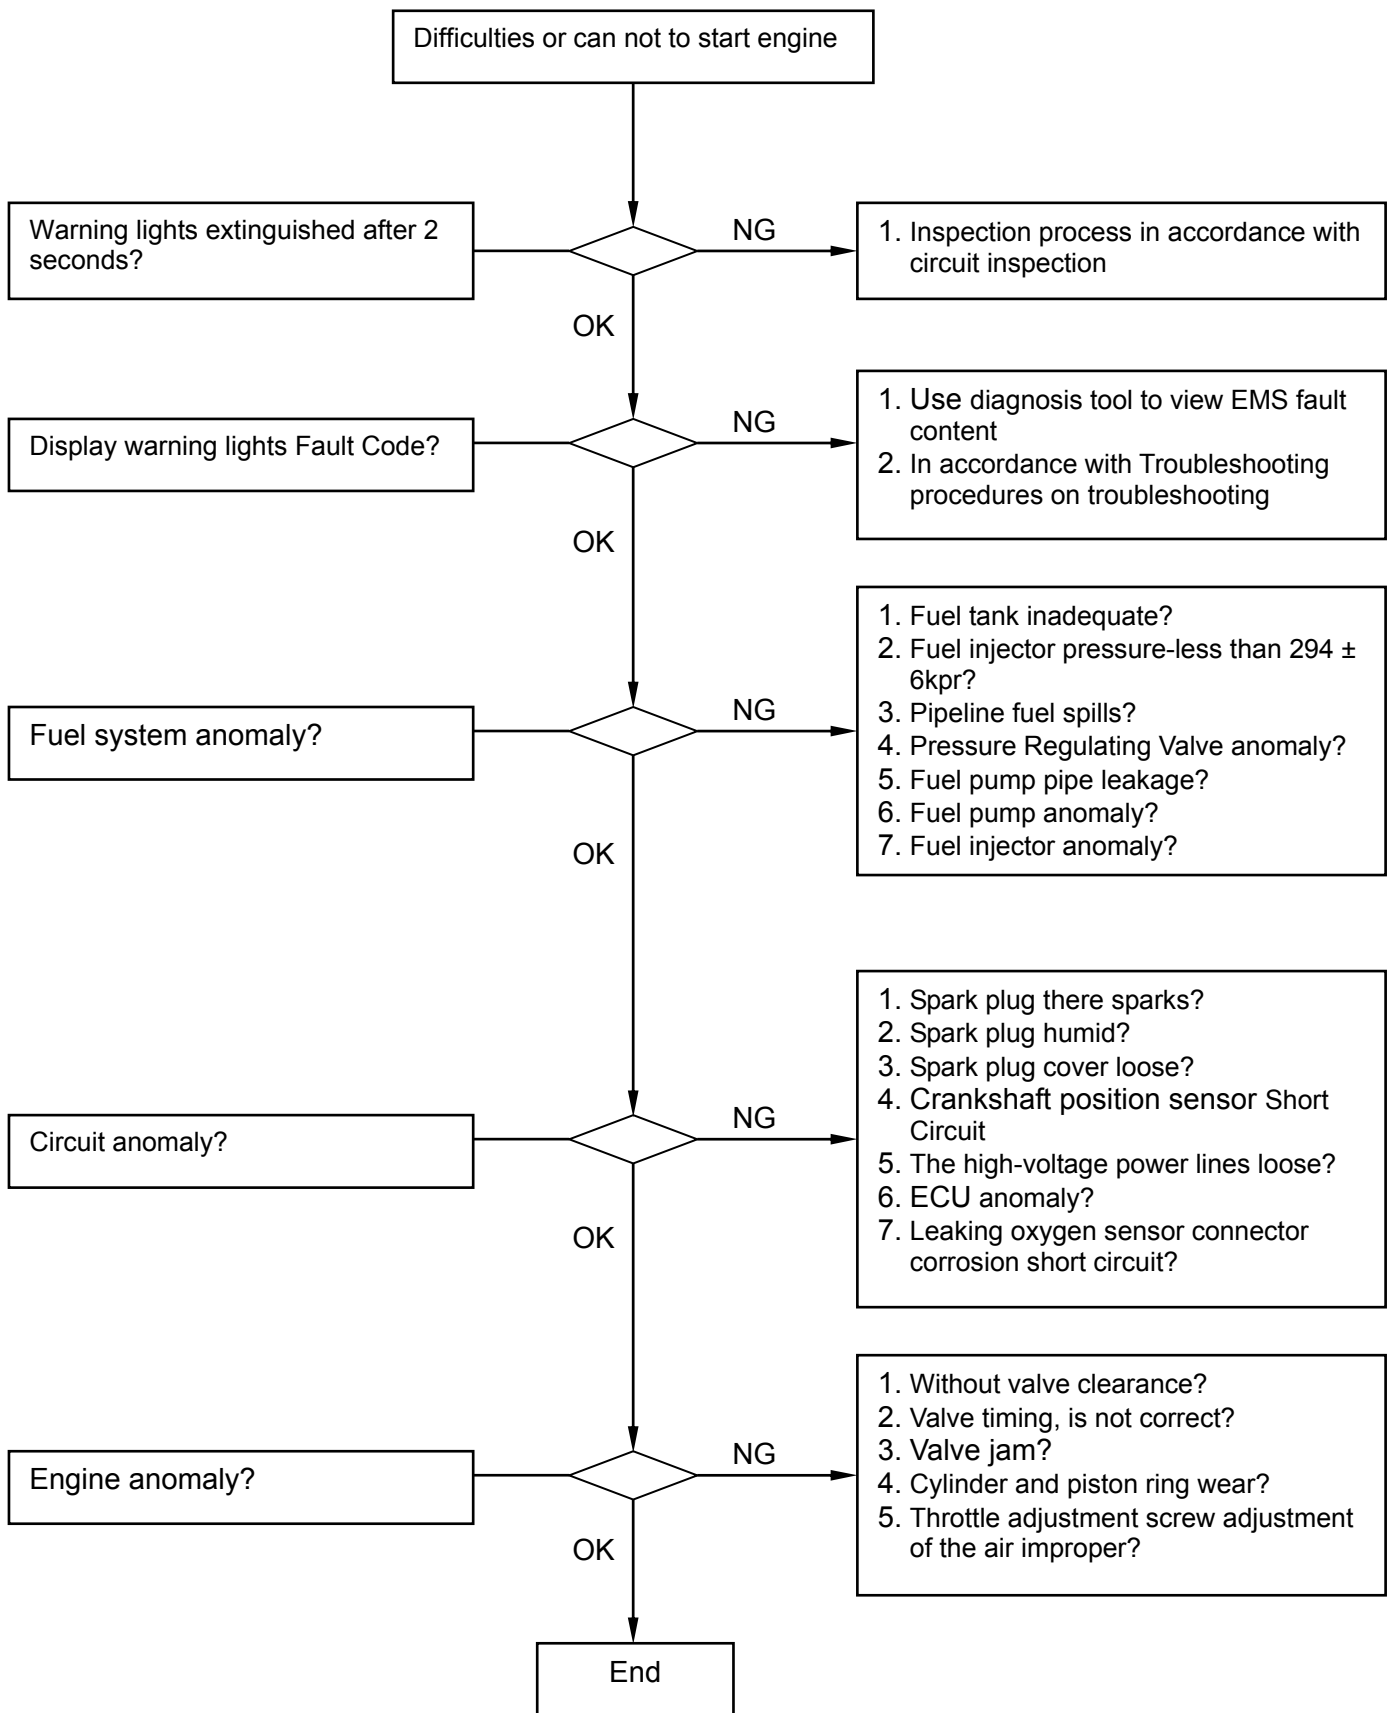 Difficulties or can not to start engine
Warning lights extinguished after 2
seconds?
NG
1. Inspection process in accordance with
circuit inspection
OK
Display warning lights Fault Code?
NG
1. Use diagnosis tool to view EMS fault
content
2. In accordance with Troubleshooting
procedures on troubleshooting
OK
Fuel system anomaly?
NG
1. Fuel tank inadequate?
2. Fuel injector pressure-less than 294 ±
6kpr?
3. Pipeline fuel spills?
4. Pressure Regulating Valve anomaly?
5. Fuel pump pipe leakage?
6. Fuel pump anomaly?
7. Fuel injector anomaly?
OK
Circuit anomaly?
NG
1. Spark plug there sparks?
2. Spark plug humid?
3. Spark plug cover loose?
4. Crankshaft position sensor Short
Circuit
5. The high-voltage power lines loose?
6. ECU anomaly?
7. Leaking oxygen sensor connector
corrosion short circuit?
OK
Engine anomaly?
NG
1. Without valve clearance?
2. Valve timing, is not correct?
3. Valve jam?
4. Cylinder and piston ring wear?
5. Throttle adjustment screw adjustment
of the air improper?
OK
End